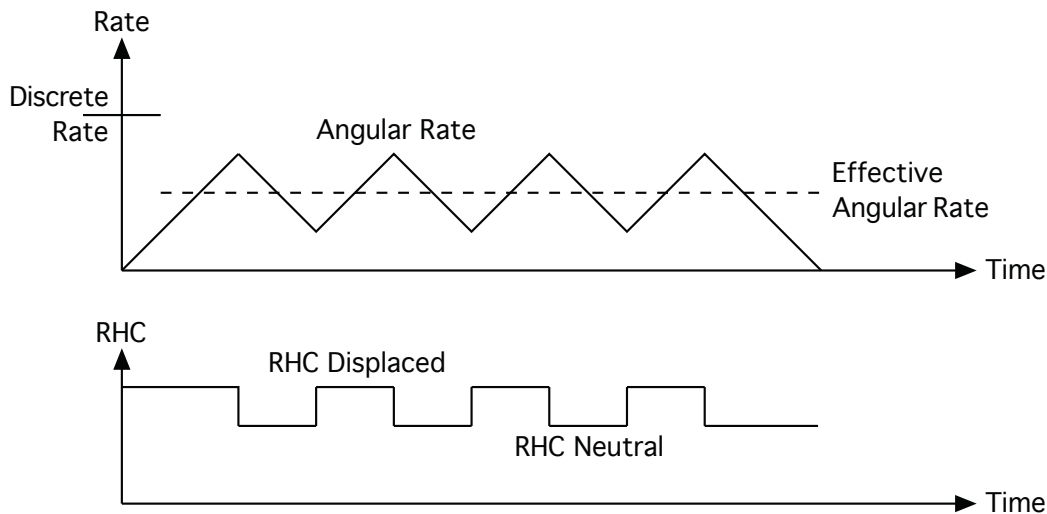 Rate
Discrete
Rate
Angular Rate
Effective
Angular Rate
Time
RHC
RHC Displaced
RHC Neutral
Time